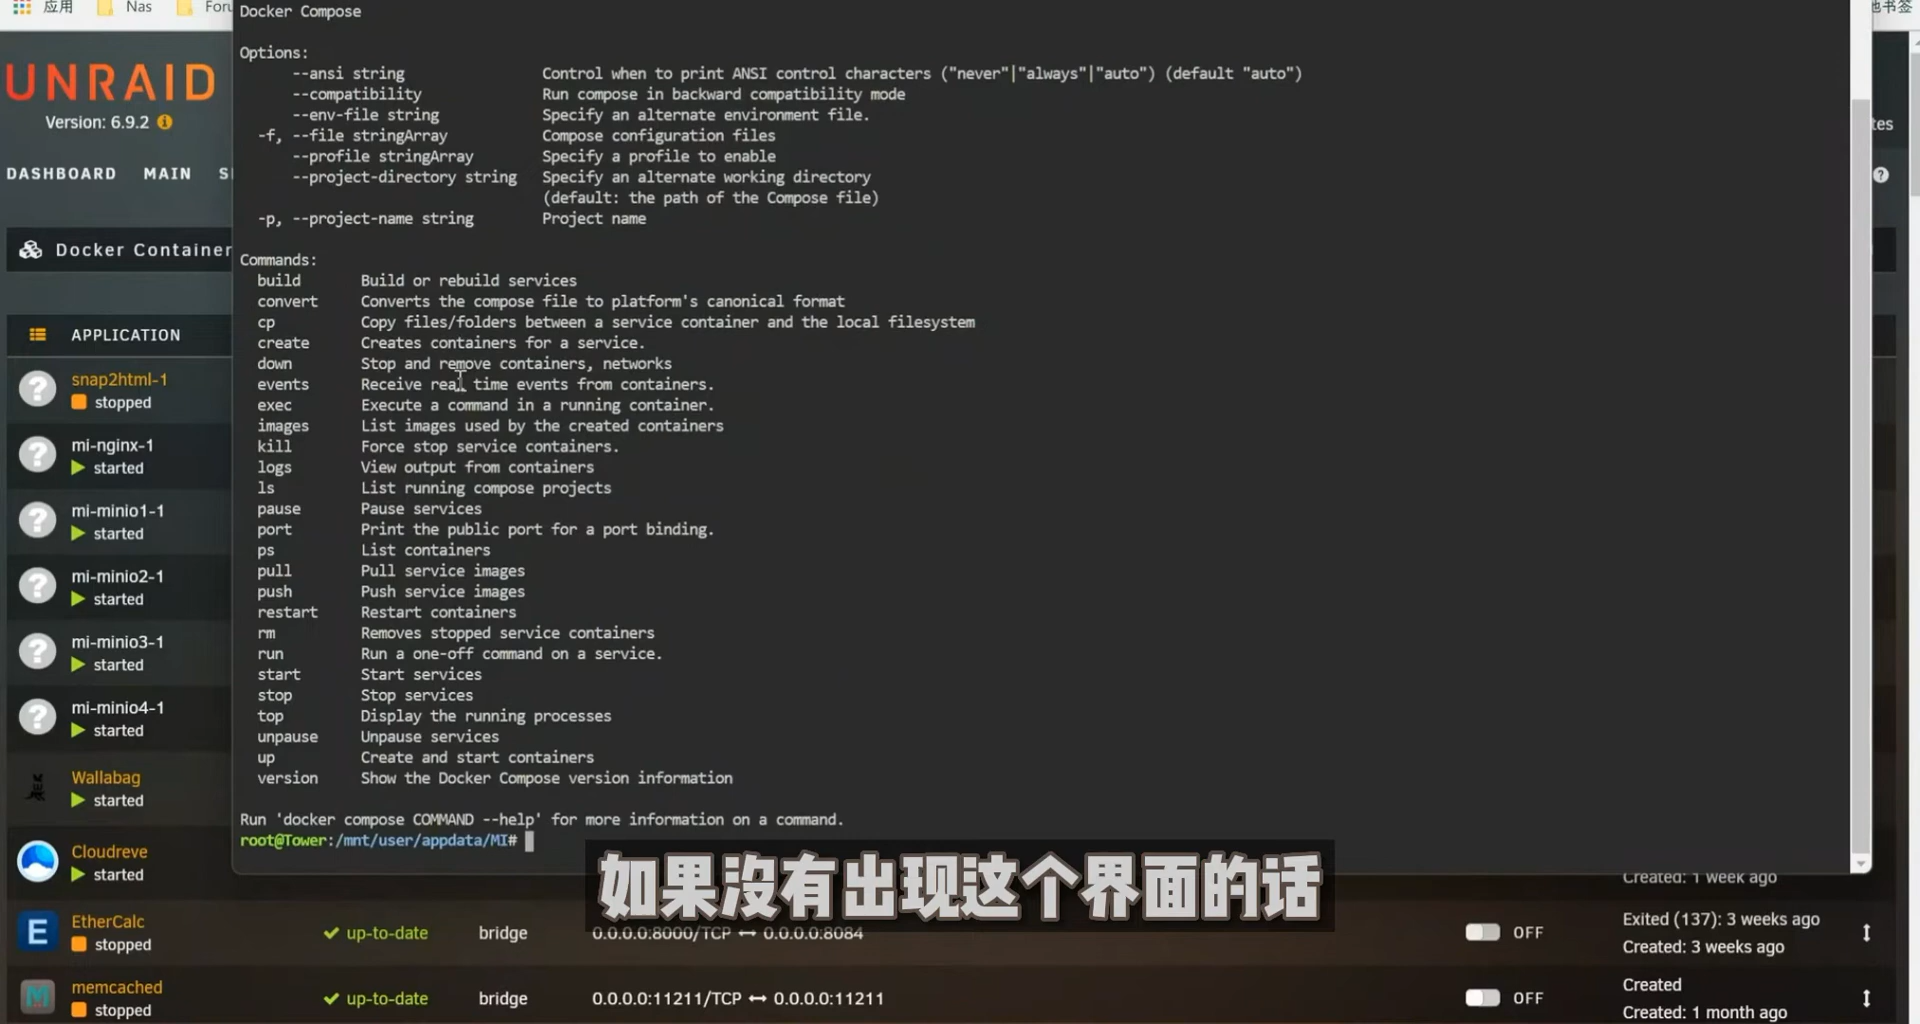 应用
Nas
Docker Compose
UNRAID
Version: 6.9.2
DASHBOARD MAIN
Docker Container
APPLICATION
snap2html-1
stopped
mi-nginx-1
started
mi-minio1-1
started
mi-minio2-1
started
mi-minio3-1
started
mi-minio4-1
started
Wallabag
started
Cloudreve
started
EtherCalc
stopped
memcached
stopped
Options:
--ansi string Control when to print ANSI control characters ("never"|"always"|"auto") (default "auto")
--compatibility Run compose in backward compatibility mode
--env-file string Specify an alternate environment file.
-f, --file stringArray Compose configuration files
--profile stringArray Specify a profile to enable
--project-directory string Specify an alternate working directory
(default: the path of the Compose file)
-p, --project-name string Project name
Commands:
build Build or rebuild services
convert Converts the compose file to platform's canonical format
cp Copy files/folders between a service container and the local filesystem
create Creates containers for a service.
down Stop and remove containers, networks
events Receive real time events from containers.
exec Execute a command in a running container.
images List images used by the created containers
kill Force stop service containers.
logs View output from containers
ls List running compose projects
pause Pause services
port Print the public port for a port binding.
ps List containers
pull Pull service images
push Push service images
restart Restart containers
rm Removes stopped service containers
run Run a one-off command on a service.
start Start services
stop Stop services
top Display the running processes
unpause Unpause services
up Create and start containers
version Show the Docker Compose version information
Run 'docker compose COMMAND --help' for more information on a command.
root@Tower:/mnt/user/appdata/MI#
如果没有出现这个界面的话
Created: 1 week ago
up-to-date bridge 0.0.0.0:8000/TCP ↔ 0.0.0.0:8084 OFF Exited (137): 3 weeks ago
Created: 3 weeks ago
up-to-date bridge 0.0.0.0:11211/TCP ↔ 0.0.0.0:11211 OFF Created
Created: 1 month ago